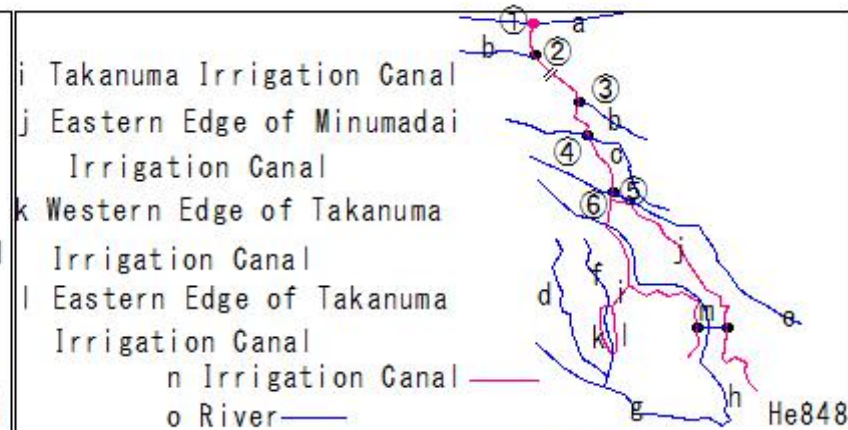 i Takanuma Irrigation Canal
j Eastern Edge of Minumadai
Irrigation Canal
k Western Edge of Takanuma
Irrigation Canal
l Eastern Edge of Takanuma
Irrigation Canal
n Irrigation Canal
o River
① a
b ②
③
b
④ c
⑤
⑥
j
f
d i
e
m
k l
h
g
He848